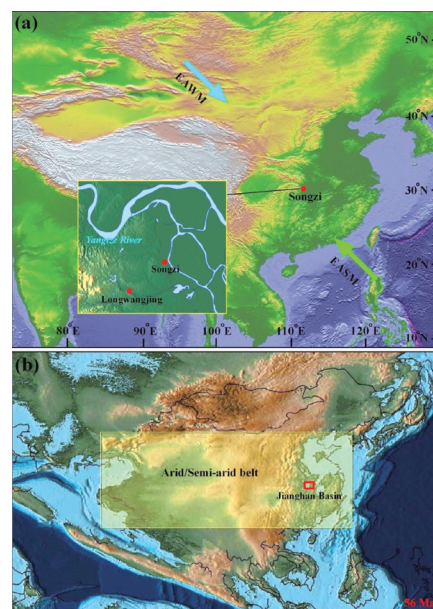 (a)
50°N
EAWM
40°N
30°N
Songzi
Yangtze River
Songzi
Longwangjing
20°N
EASM
80°E
90°E
100°E
110°E
120°E
(b)
Arid/Semi-arid belt
Jianghan Basin
56 Ma